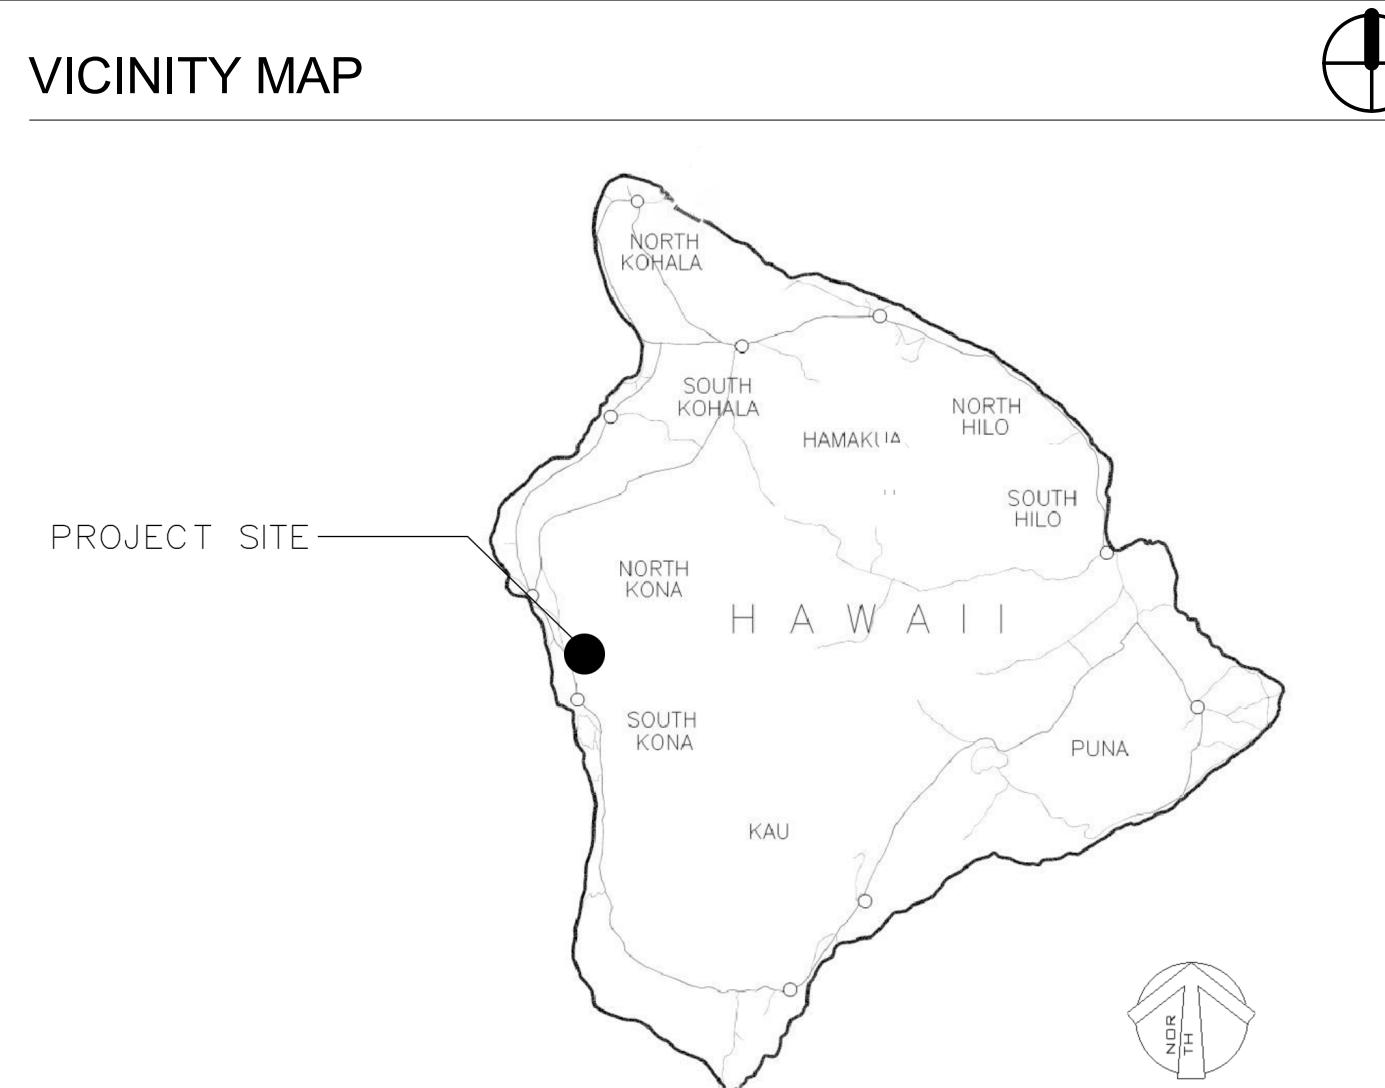 VICINITY MAP
NORTH
KOHALA
SOUTH
KOHALA
NORTH
HILO
HAMAKUA
SOUTH
HILO
PROJECT SITE
NORTH
KONA
HAWAII
SOUTH
KONA
PUNA
KAU
NOR
TH